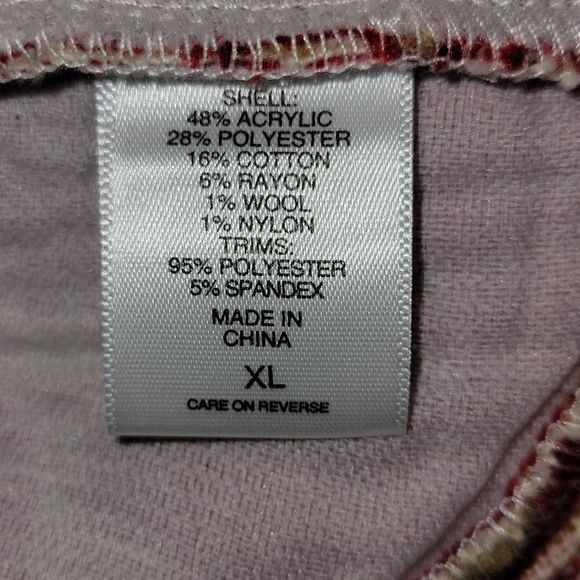 SHELL:
48% ACRYLIC
28% POLYESTER
16% COTTON
6% RAYON
1% WOOL
1% NYLON
TRIMS:
95% POLYESTER
5% SPANDEX
MADE IN
CHINA
XL
CARE ON REVERSE